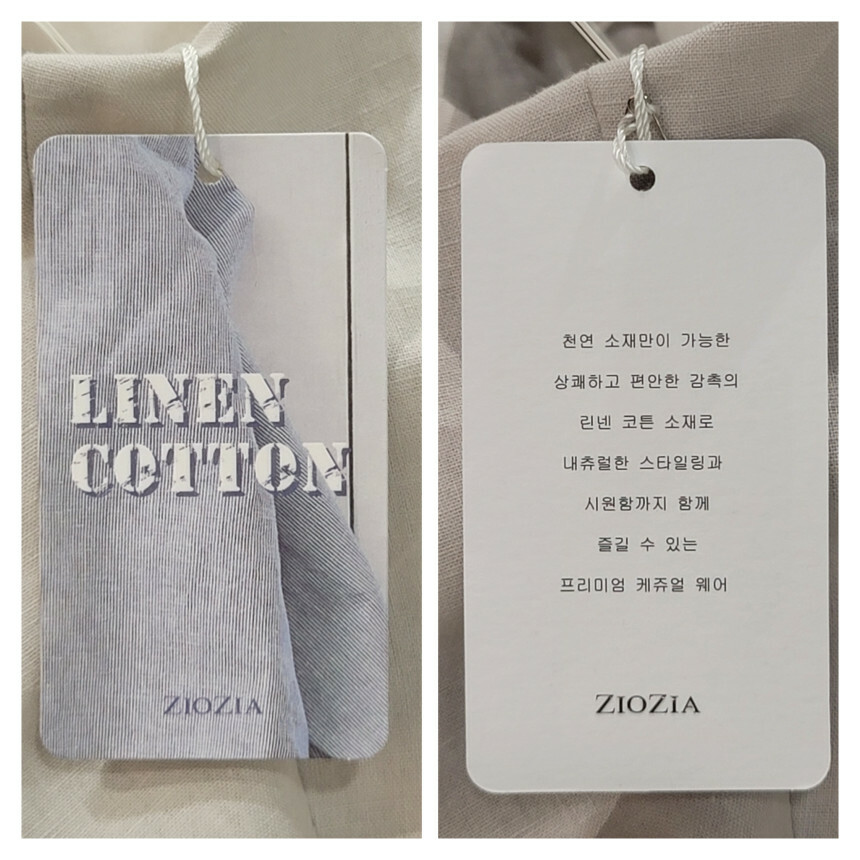 LINEN
COTTON
ZIOZIA
천연 소재만이 가능한
상쾌하고 편안한 감촉의
린넨 코튼 소재로
내츄럴한 스타일링과
시원함까지 함께
즐길 수 있는
프리미엄 케쥬얼 웨어
ZIOZIA